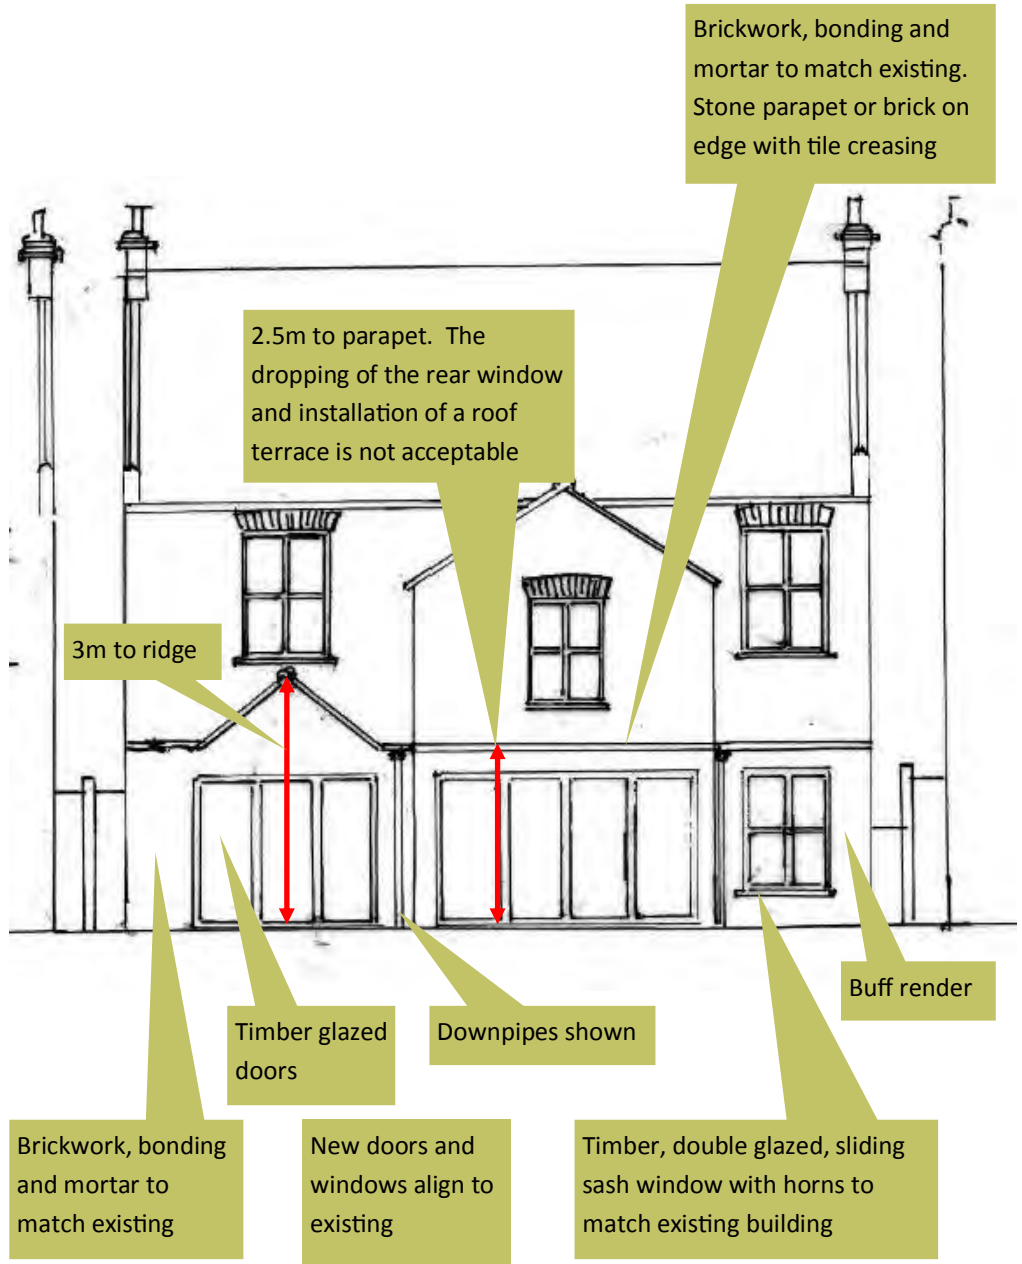 Brickwork, bonding and
mortar to match existing.
Stone parapet or brick on
edge with tile creasing
2.5m to parapet.  The
dropping of the rear window
and installation of a roof
terrace is not acceptable
3m to ridge
Buff render
Timber glazed
doors
Downpipes shown
Brickwork, bonding
and mortar to
match existing
New doors and
windows align to
existing
Timber, double glazed, sliding
sash window with horns to
match existing building